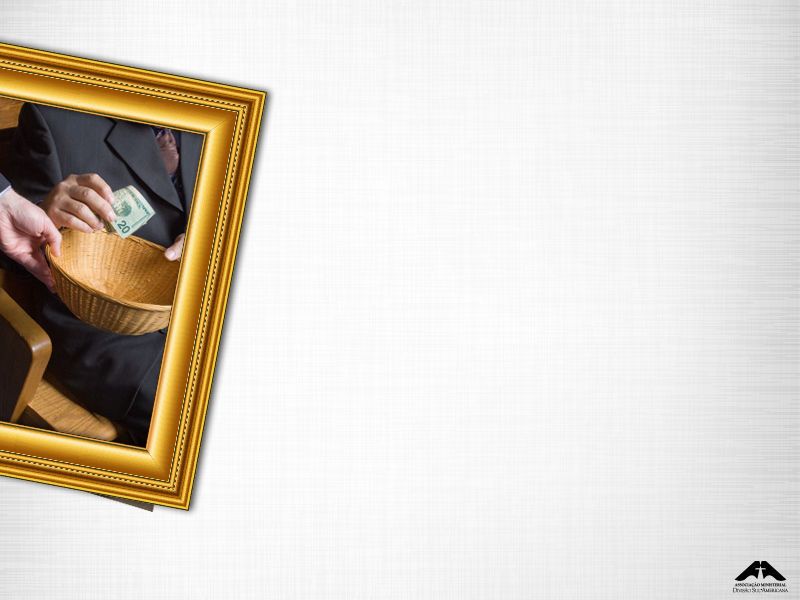 20
ASSOCIAÇÃO MINISTERIAL
DIVISÃO SUL-AMERICANA